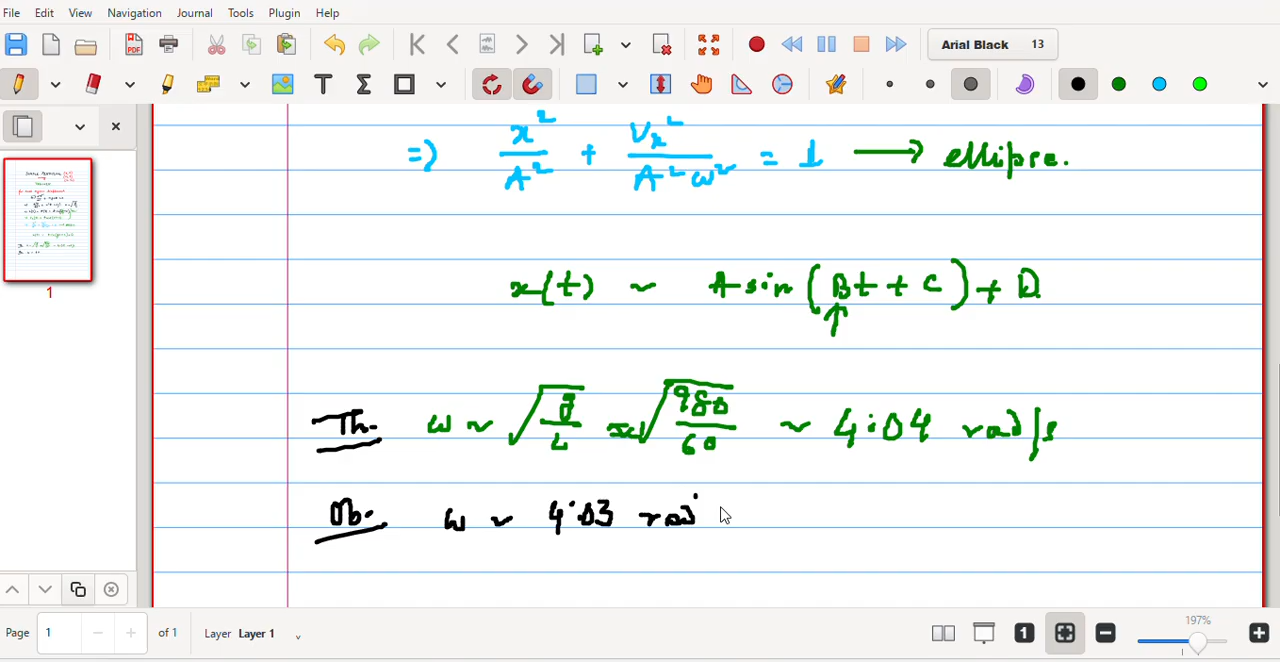 File Edit View Navigation Journal Tools Plugin Help
Arial Black 13
=> x²/A² + Vx²/A²ω² = 1 → ellipse.
x(t) ~ A sin (Bt + C) + D
1
Th. ω ~ √(g/L) ≈ √(980/60) ~ 4.04 rad/s
Ob. ω ~ 4.03 rad
197%
Page 1 of 1 Layer Layer 1